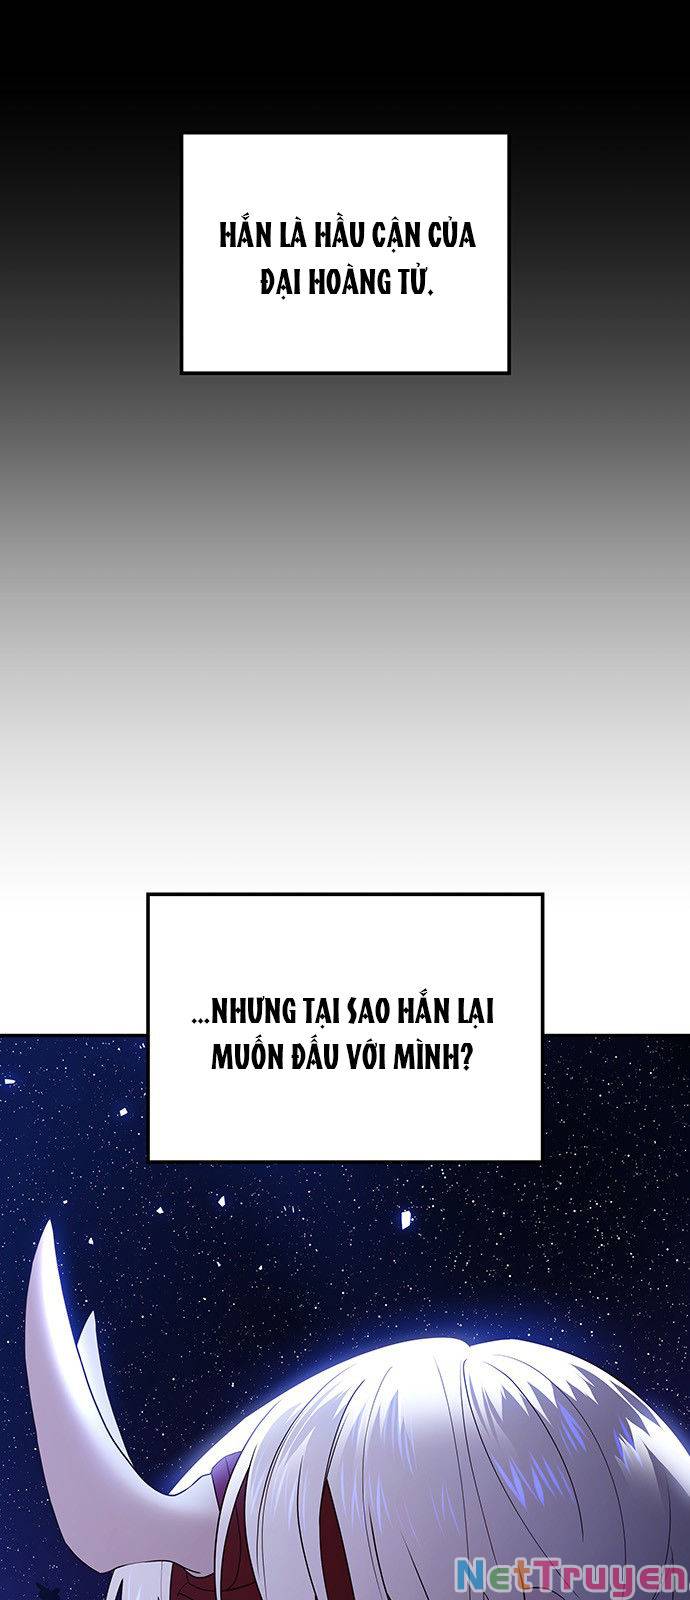 HẮN LÀ HẦU CẬN CỦA
ĐẠI HOÀNG TỬ.
...NHƯNG TẠI SAO HẮN LẠI
MUỐN ĐẤU VỚI MÌNH?
NetTruyen